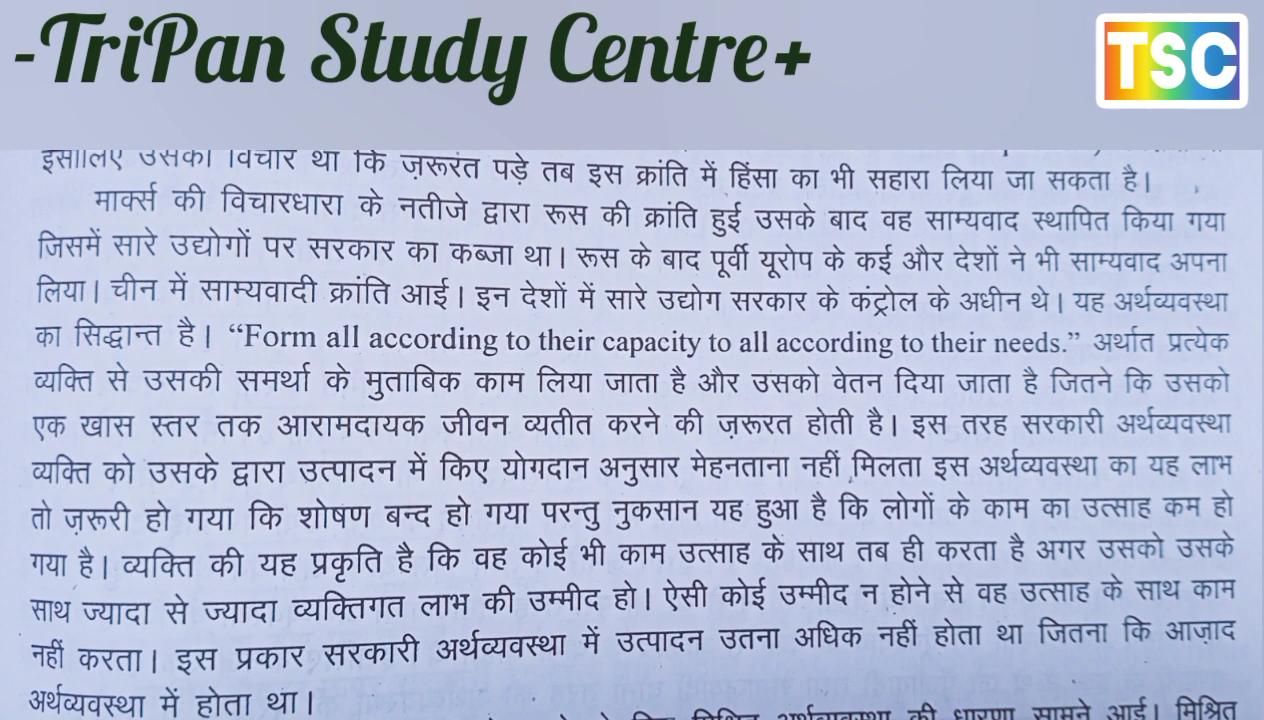 -TriPan Study Centre+
TSC
इसलिए उसका विचार था कि ज़रूरत पड़े तब इस क्रांति में हिंसा का भी सहारा लिया जा सकता है।
मार्क्स की विचारधारा के नतीजे द्वारा रूस की क्रांति हुई उसके बाद वह साम्यवाद स्थापित किया गया
जिसमें सारे उद्योगों पर सरकार का कब्जा था। रूस के बाद पूर्वी यूरोप के कई और देशों ने भी साम्यवाद अपना
लिया। चीन में साम्यवादी क्रांति आई। इन देशों में सारे उद्योग सरकार के कंट्रोल के अधीन थे। यह अर्थव्यवस्था
का सिद्धान्त है। “Form all according to their capacity to all according to their needs.” अर्थात प्रत्येक
व्यक्ति से उसकी समर्था के मुताबिक काम लिया जाता है और उसको वेतन दिया जाता है जितने कि उसको
एक खास स्तर तक आरामदायक जीवन व्यतीत करने की ज़रूरत होती है। इस तरह सरकारी अर्थव्यवस्था
व्यक्ति को उसके द्वारा उत्पादन में किए योगदान अनुसार मेहनताना नहीं मिलता इस अर्थव्यवस्था का यह लाभ
तो ज़रूरी हो गया कि शोषण बन्द हो गया परन्तु नुकसान यह हुआ है कि लोगों के काम का उत्साह कम हो
गया है। व्यक्ति की यह प्रकृति है कि वह कोई भी काम उत्साह के साथ तब ही करता है अगर उसको उसके
साथ ज्यादा से ज्यादा व्यक्तिगत लाभ की उम्मीद हो। ऐसी कोई उम्मीद न होने से वह उत्साह के साथ काम
नहीं करता। इस प्रकार सरकारी अर्थव्यवस्था में उत्पादन उतना अधिक नहीं होता था जितना कि आज़ाद
अर्थव्यवस्था में होता था।
मिश्रित अर्थव्यवस्था की धारणा सामने आई। मिश्रित